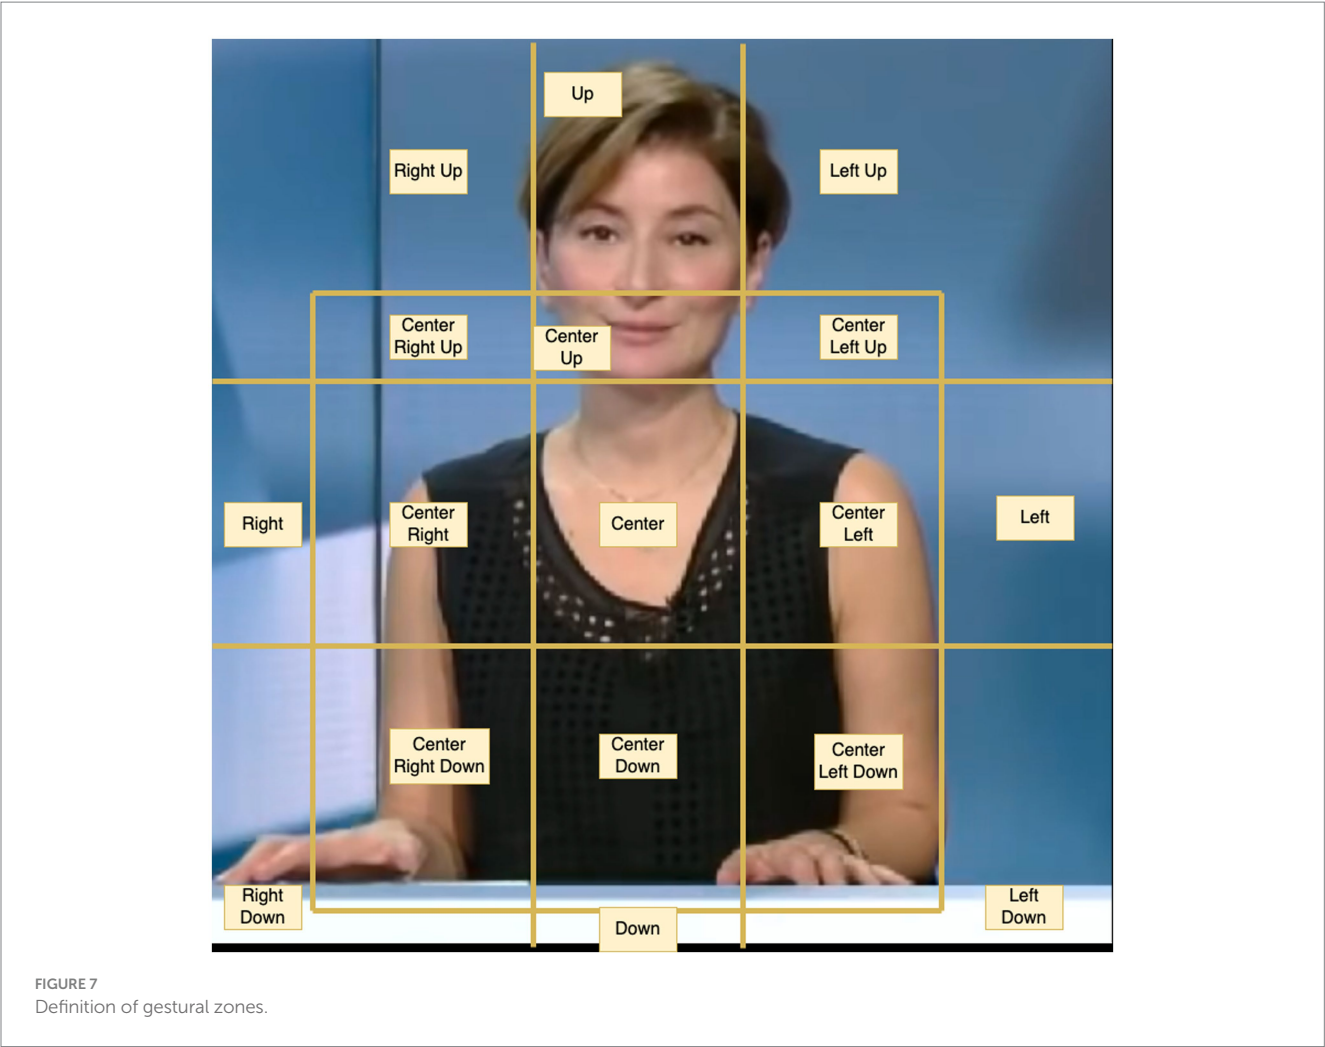 Up
Right Up
Left Up
Center
Right Up
Center
Up
Center
Left Up
Right
Center
Right
Center
Center
Left
Left
Center
Right Down
Center
Down
Center
Left Down
Right
Down
Down
Left
Down
FIGURE 7
Definition of gestural zones.